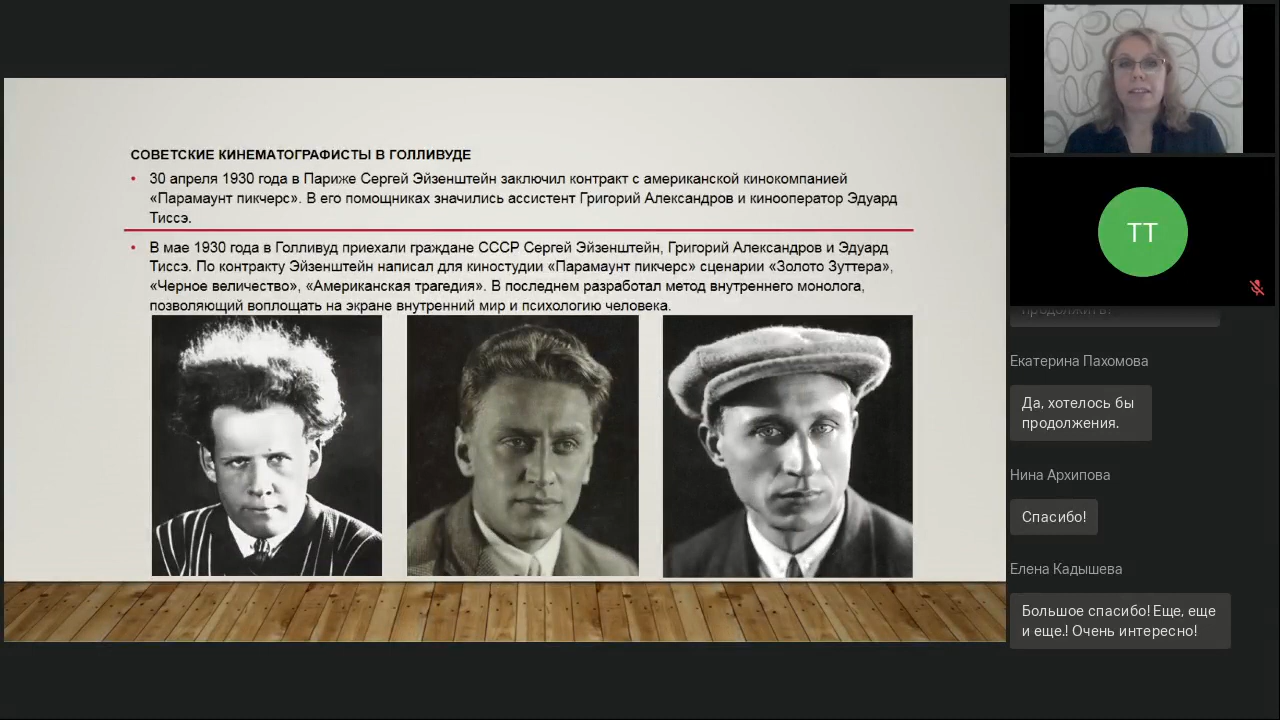 СОВЕТСКИЕ КИНЕМАТОГРАФИСТЫ В ГОЛЛИВУДЕ
• 30 апреля 1930 года в Париже Сергей Эйзенштейн заключил контракт с американской кинокомпанией
«Парамаунт пикчерс». В его помощниках значились ассистент Григорий Александров и кинооператор Эдуард
Тиссэ.
• В мае 1930 года в Голливуд приехали граждане СССР Сергей Эйзенштейн, Григорий Александров и Эдуард
Тиссэ. По контракту Эйзенштейн написал для киностудии «Парамаунт пикчерс» сценарии «Золото Зуттера»,
«Черное величество», «Американская трагедия». В последнем разработал метод внутреннего монолога,
позволяющий воплощать на экране внутренний мир и психологию человека.
ТТ
Екатерина Пахомова
Да, хотелось бы
продолжения.
Нина Архипова
Спасибо!
Елена Кадышева
Большое спасибо! Еще, еще
и еще.! Очень интересно!